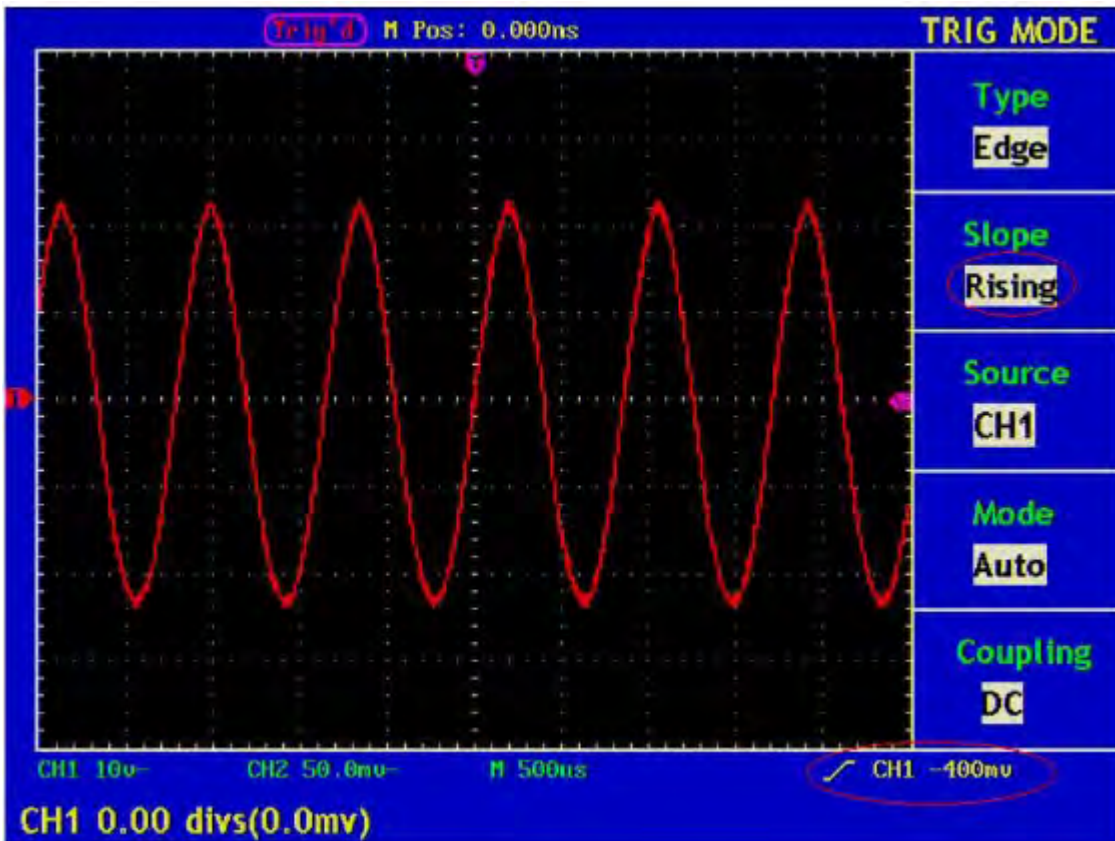 Trig'd M Pos: 0.000ns
TRIG MODE
Type
Edge
Slope
Rising
Source
CH1
Mode
Auto
Coupling
DC
T
1
CH1 10v-
CH2 50.0mv-
M 500us
CH1 -400mv
CH1 0.00 divs(0.0mv)